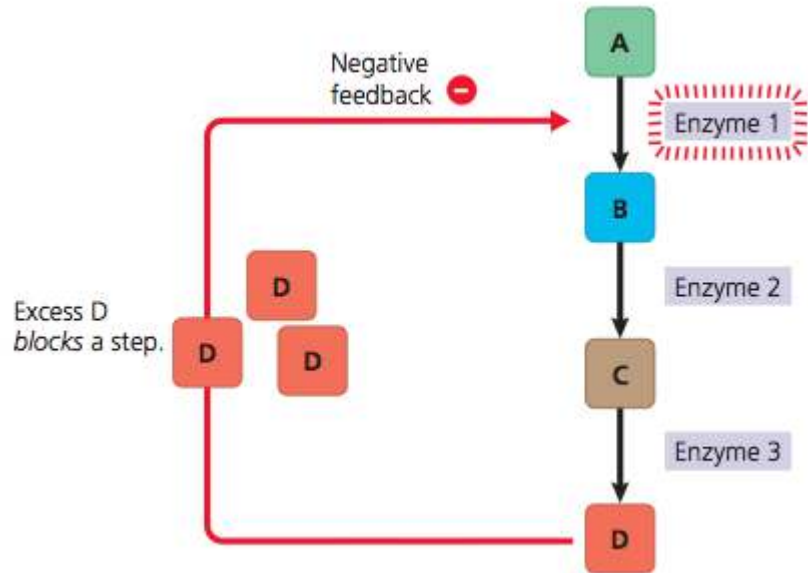 A
Negative
feedback
Enzyme 1
B
Enzyme 2
D
Excess D
blocks a step.
D
D
C
Enzyme 3
D